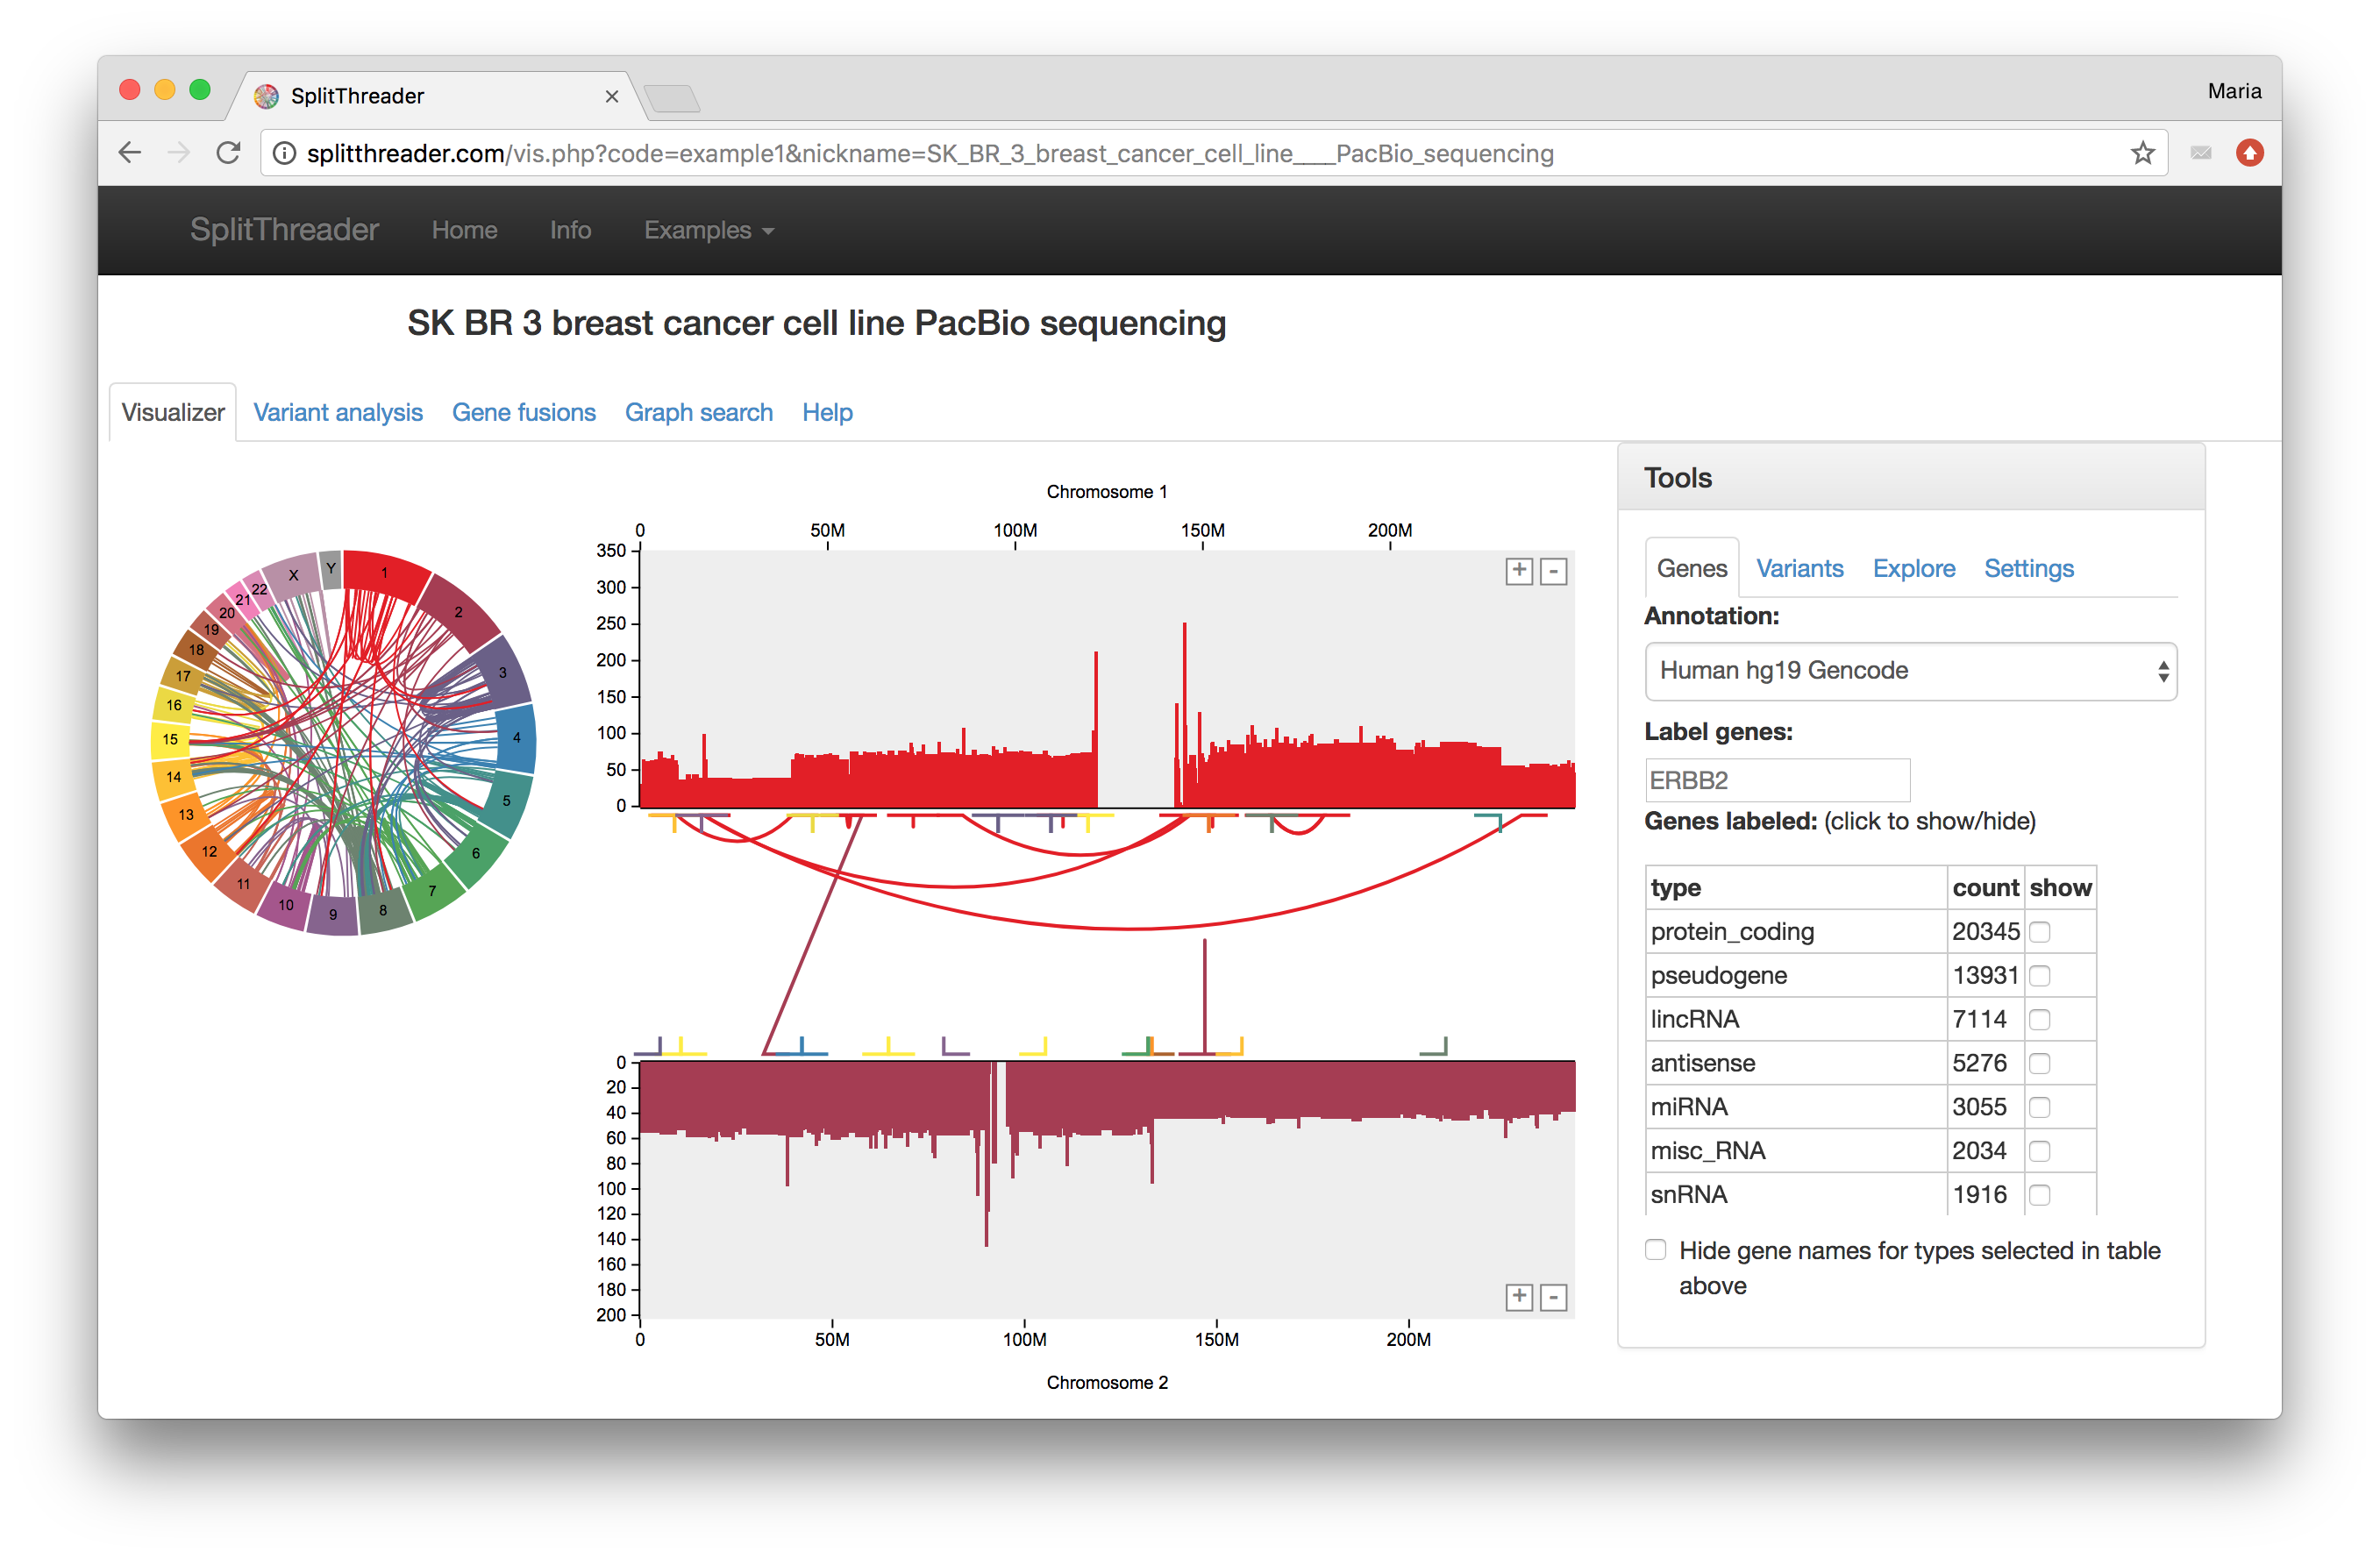 SplitThreader
Maria
splitthreader.com/vis.php?code=example1&nickname=SK_BR_3_breast_cancer_cell_line____PacBio_sequencing
SplitThreader Home Info Examples
SK BR 3 breast cancer cell line PacBio sequencing
Visualizer Variant analysis Gene fusions Graph search Help
1
2
3
4
5
6
7
8
9
10
11
12
13
14
15
16
17
18
19
20
21
22
X
Y
Chromosome 1
0 50M 100M 150M 200M
350
300
250
200
150
100
50
0
+ -
0
20
40
60
80
100
120
140
160
180
200
+ -
0 50M 100M 150M 200M
Chromosome 2
Tools
Genes Variants Explore Settings
Annotation:
Human hg19 Gencode
Label genes:
ERBB2
Genes labeled: (click to show/hide)
type count show
protein_coding 20345
pseudogene 13931
lincRNA 7114
antisense 5276
miRNA 3055
misc_RNA 2034
snRNA 1916
Hide gene names for types selected in table
above